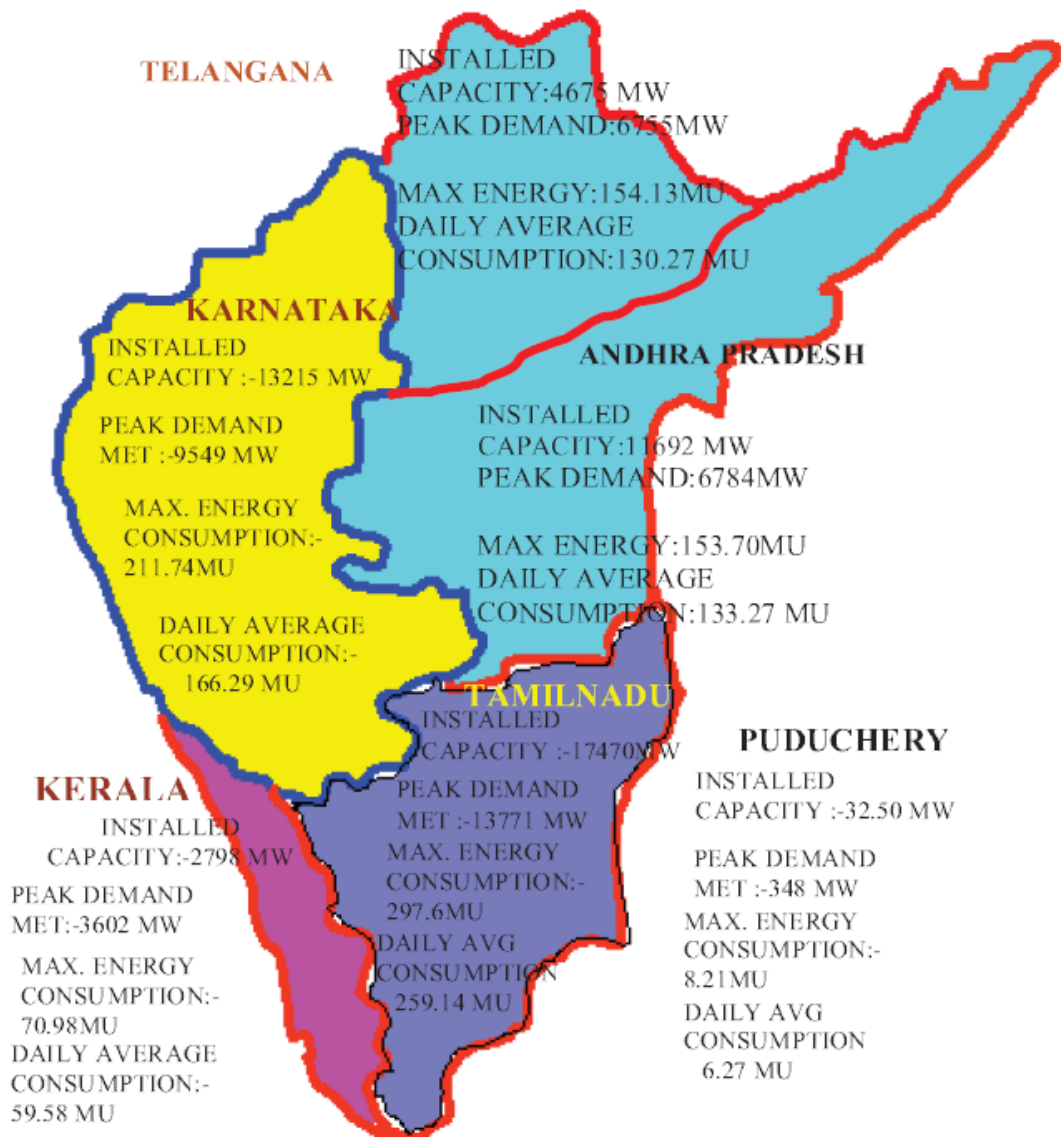 TELANGANA
INSTALLED
CAPACITY:4675 MW
PEAK DEMAND:6755MW
MAX ENERGY:154.13MU
DAILY AVERAGE
CONSUMPTION:130.27 MU
KARNATAKA
INSTALLED
CAPACITY :-13215 MW
PEAK DEMAND
MET :-9549 MW
MAX. ENERGY
CONSUMPTION:-
211.74MU
DAILY AVERAGE
CONSUMPTION:-
166.29 MU
ANDHRA PRADESH
INSTALLED
CAPACITY:11692 MW
PEAK DEMAND:6784MW
MAX ENERGY:153.70MU
DAILY AVERAGE
CONSUMPTION:133.27 MU
TAMILNADU
INSTALLED
CAPACITY :-17470MW
PEAK DEMAND
MET :-13771 MW
MAX. ENERGY
CONSUMPTION:-
297.6MU
DAILY AVG
CONSUMPTION
259.14 MU
KERALA
INSTALLED
CAPACITY:-2798 MW
PEAK DEMAND
MET:-3602 MW
MAX. ENERGY
CONSUMPTION:-
70.98MU
DAILY AVERAGE
CONSUMPTION:-
59.58 MU
PUDUCHERY
INSTALLED
CAPACITY :-32.50 MW
PEAK DEMAND
MET :-348 MW
MAX. ENERGY
CONSUMPTION:-
8.21MU
DAILY AVG
CONSUMPTION
6.27 MU